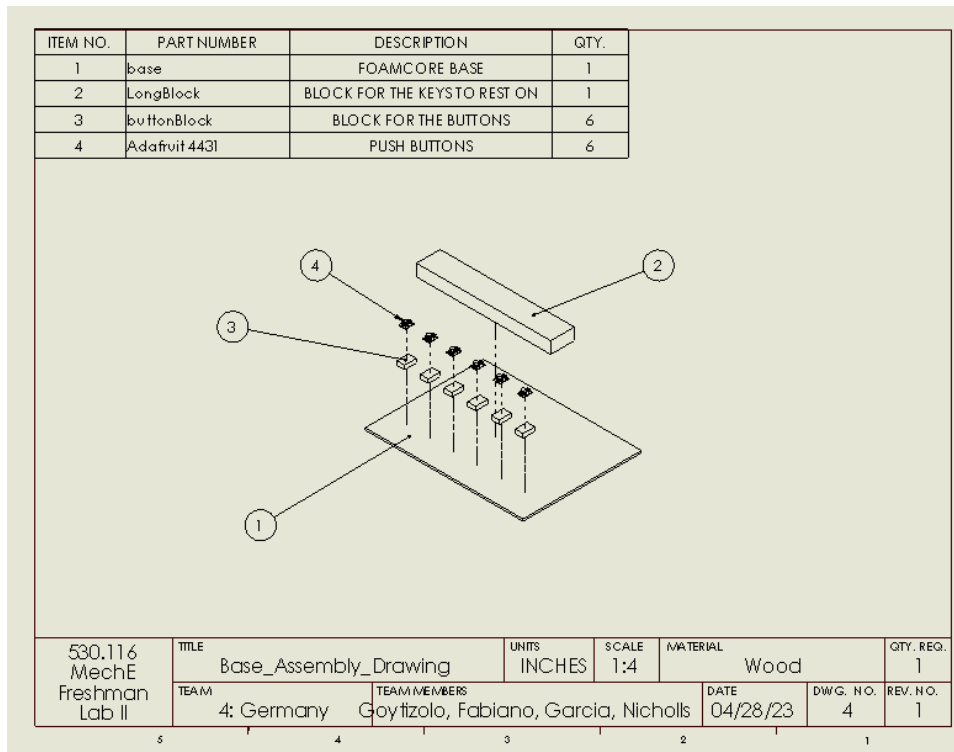 ITEM NO. PART NUMBER DESCRIPTION QTY.
1 base FOAMCORE BASE 1
2 LongBlock BLOCK FOR THE KEYS TO REST ON 1
3 buttonBlock BLOCK FOR THE BUTTONS 6
4 Adafruit 4431 PUSH BUTTONS 6
4
2
3
1
530.116
MechE
Freshman
Lab II
TITLE
Base_Assembly_Drawing
UNITS
INCHES
SCALE
1:4
MATERIAL
Wood
QTY. REQ.
1
TEAM
4: Germany
TEAM MEMBERS
Goytizolo, Fabiano, Garcia, Nicholls
DATE
04/28/23
DWG. NO.
4
REV. NO.
1
5 4 3 2 1